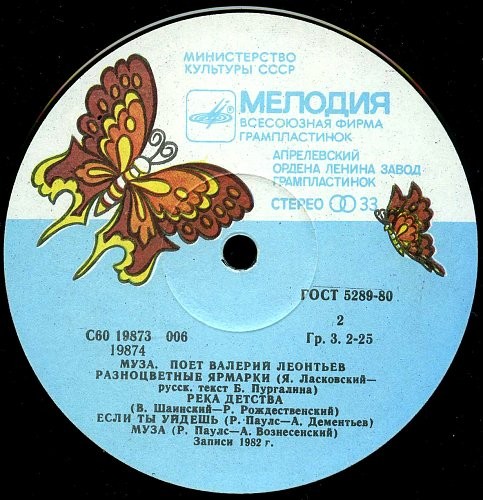 МИНИСТЕРСТВО
КУЛЬТУРЫ СССР
МЕЛОДИЯ
ВСЕСОЮЗНАЯ ФИРМА
ГРАМПЛАСТИНОК
АПРЕЛЕВСКИЙ
ОРДЕНА ЛЕНИНА ЗАВОД
ГРАМПЛАСТИНОК
СТЕРЕО 33
ГОСТ 5289-80
2
С60 19873 006
Гр. 3. 2-25
19874
МУЗА. ПОЕТ ВАЛЕРИЙ ЛЕОНТЬЕВ
РАЗНОЦВЕТНЫЕ ЯРМАРКИ (Я. Ласковский—
русск. текст Б. Пургалина)
РЕКА ДЕТСТВА
(В. Шаинский—Р. Рождественский)
ЕСЛИ ТЫ УЙДЕШЬ (Р. Паулс—А. Дементьев)
МУЗА (Р. Паулс—А. Вознесенский)
Записи 1982 г.